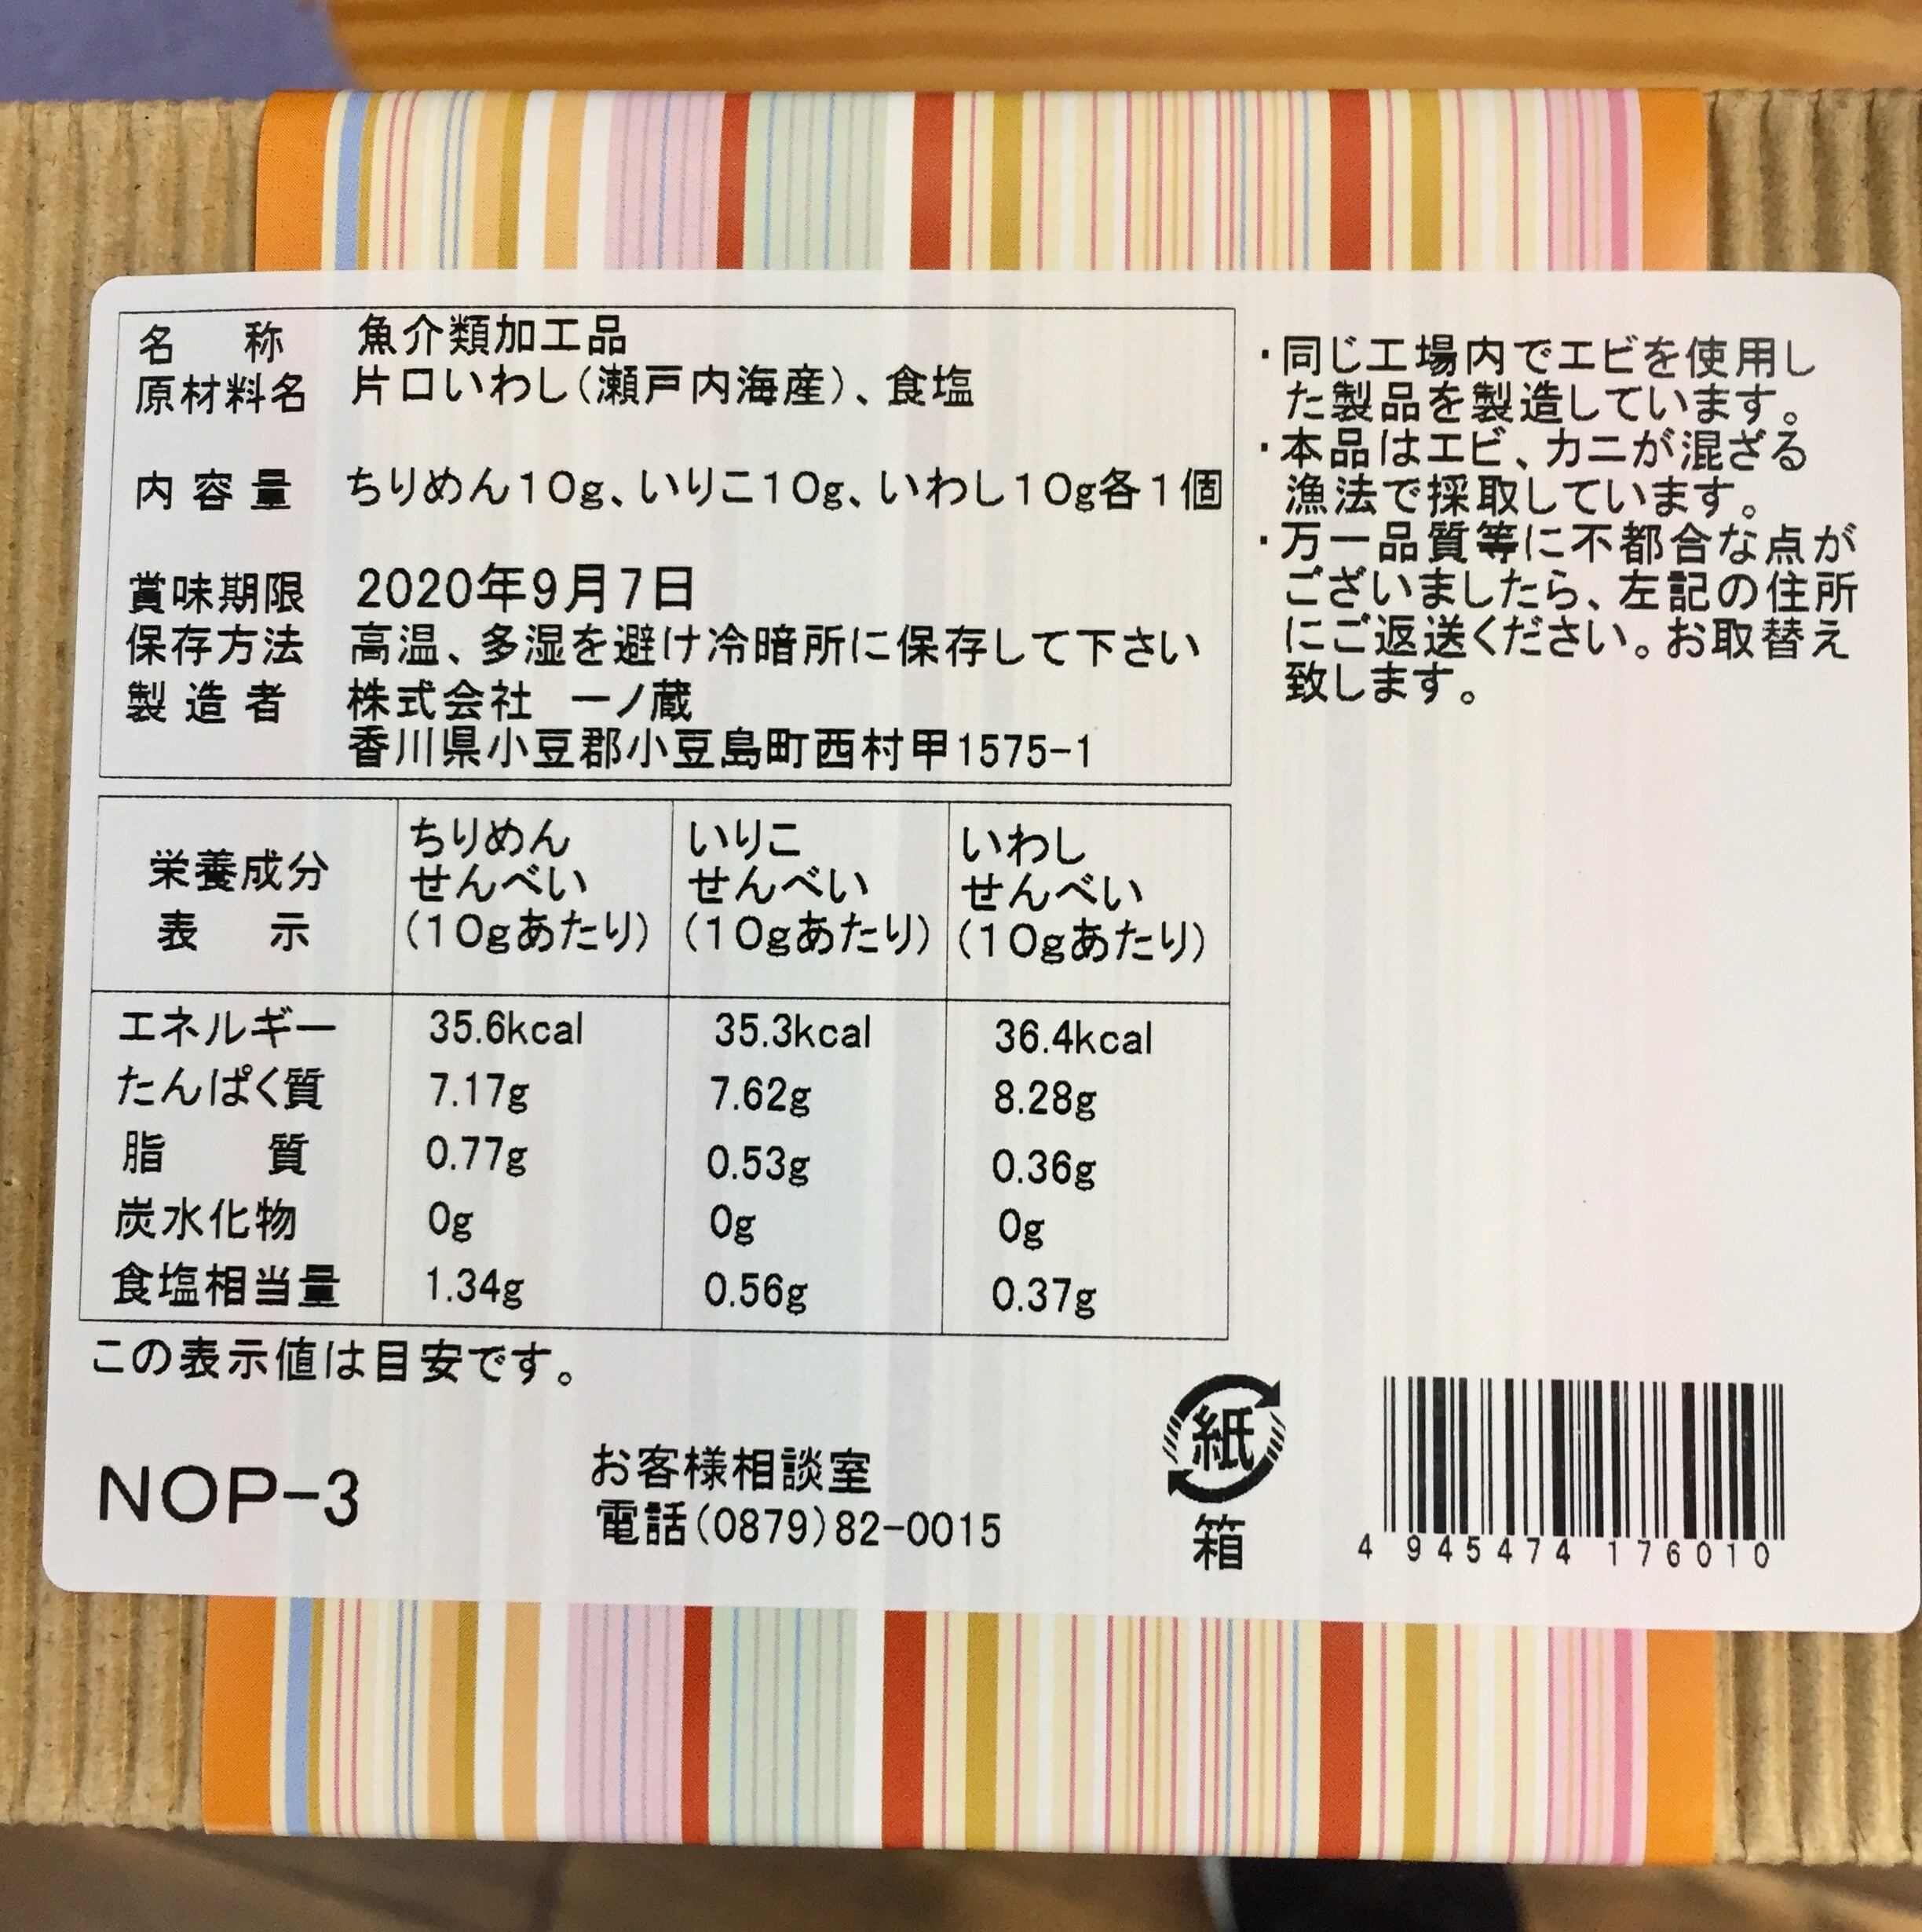 名 称 魚介類加工品
原材料名 片口いわし(瀬戸内海産)、食塩
内容量 ちりめん10g、いりこ10g、いわし10g各1個
賞味期限 2020年9月7日
保存方法 高温、多湿を避け冷暗所に保存して下さい
製造者 株式会社 一ノ蔵
香川県小豆郡小豆島町西村甲1575-1
・同じ工場内でエビを使用し
た製品を製造しています。
・本品はエビ、カニが混ざる
漁法で採取しています。
・万一品質等に不都合な点が
ございましたら、左記の住所
にご返送ください。お取替え
致します。
栄養成分
表 示
ちりめん
せんべい
(10gあたり)
いりこ
せんべい
(10gあたり)
いわし
せんべい
(10gあたり)
エネルギー 35.6kcal 35.3kcal 36.4kcal
たんぱく質 7.17g 7.62g 8.28g
脂 質 0.77g 0.53g 0.36g
炭水化物 0g 0g 0g
食塩相当量 1.34g 0.56g 0.37g
この表示値は目安です。
NOP-3
お客様相談室
電話(0879)82-0015
紙
箱
4 945474 176010